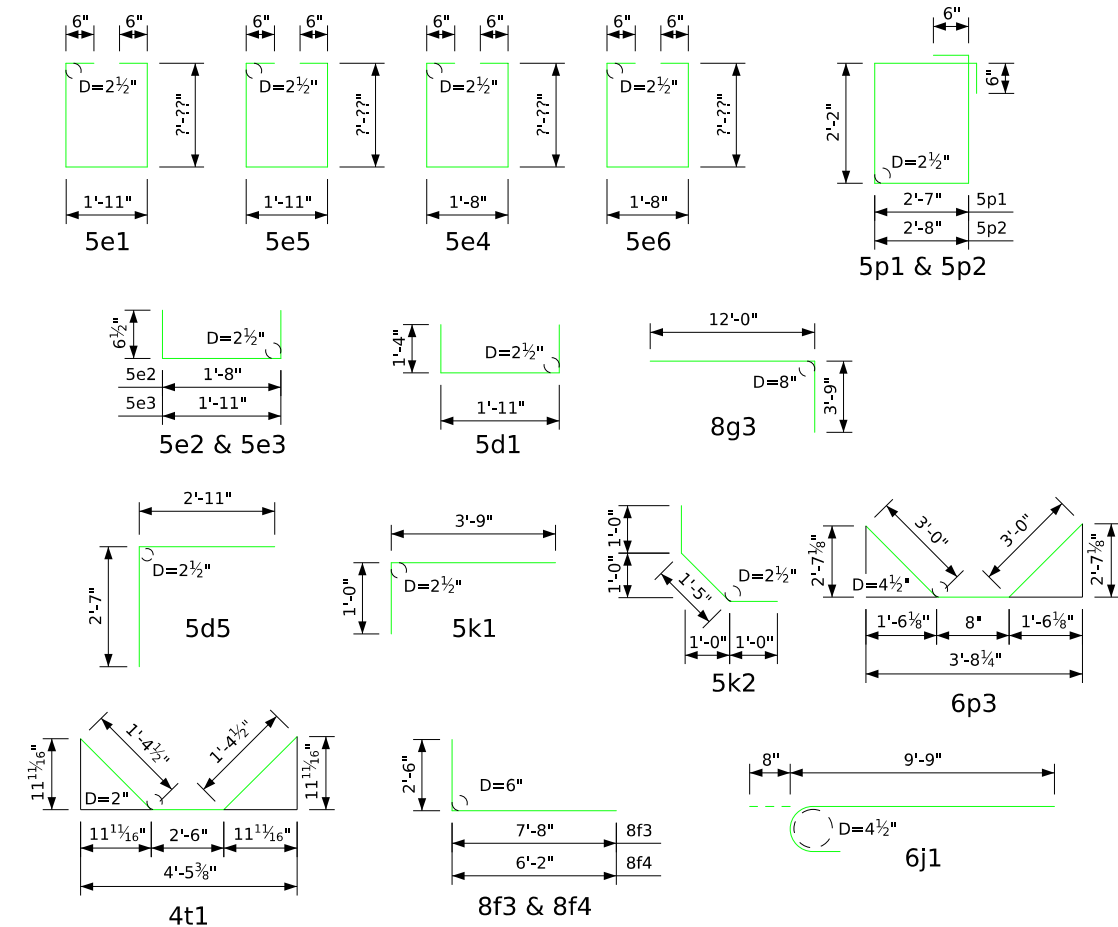 6" 6" 6" 6" 6" 6" 6" 6" 6"
D=2½" D=2½" D=2½" D=2½" 6"
?'-??" ?'-??" ?'-??" ?'-??" 2'-2"
D=2½"
1'-11" 1'-11" 1'-8" 1'-8" 2'-7" 5p1
5e1 5e5 5e4 5e6 2'-8" 5p2
5p1 & 5p2
6½" D=2½"
5e2 1'-8"
5e3 1'-11"
5e2 & 5e3
1'-4" D=2½"
1'-11"
5d1
12'-0"
D=8" 3'-9"
8g3
2'-11"
D=2½"
2'-7"
5d5
3'-9"
D=2½"
1'-0"
5k1
1'-0"
1'-0" 1'-5" D=2½"
1'-0" 1'-0"
5k2
3'-0" 3'-0"
2'-7⅛" D=4½" 2'-7⅛"
1'-6⅛" 8" 1'-6⅛"
3'-8¼"
6p3
1'-4½" 1'-4½"
11¹¹⁄₁₆" D=2" 11¹¹⁄₁₆"
11¹¹⁄₁₆" 2'-6" 11¹¹⁄₁₆"
4'-5⅜"
4t1
2'-6" D=6"
7'-8" 8f3
6'-2" 8f4
8f3 & 8f4
8" 9'-9"
D=4½"
6j1